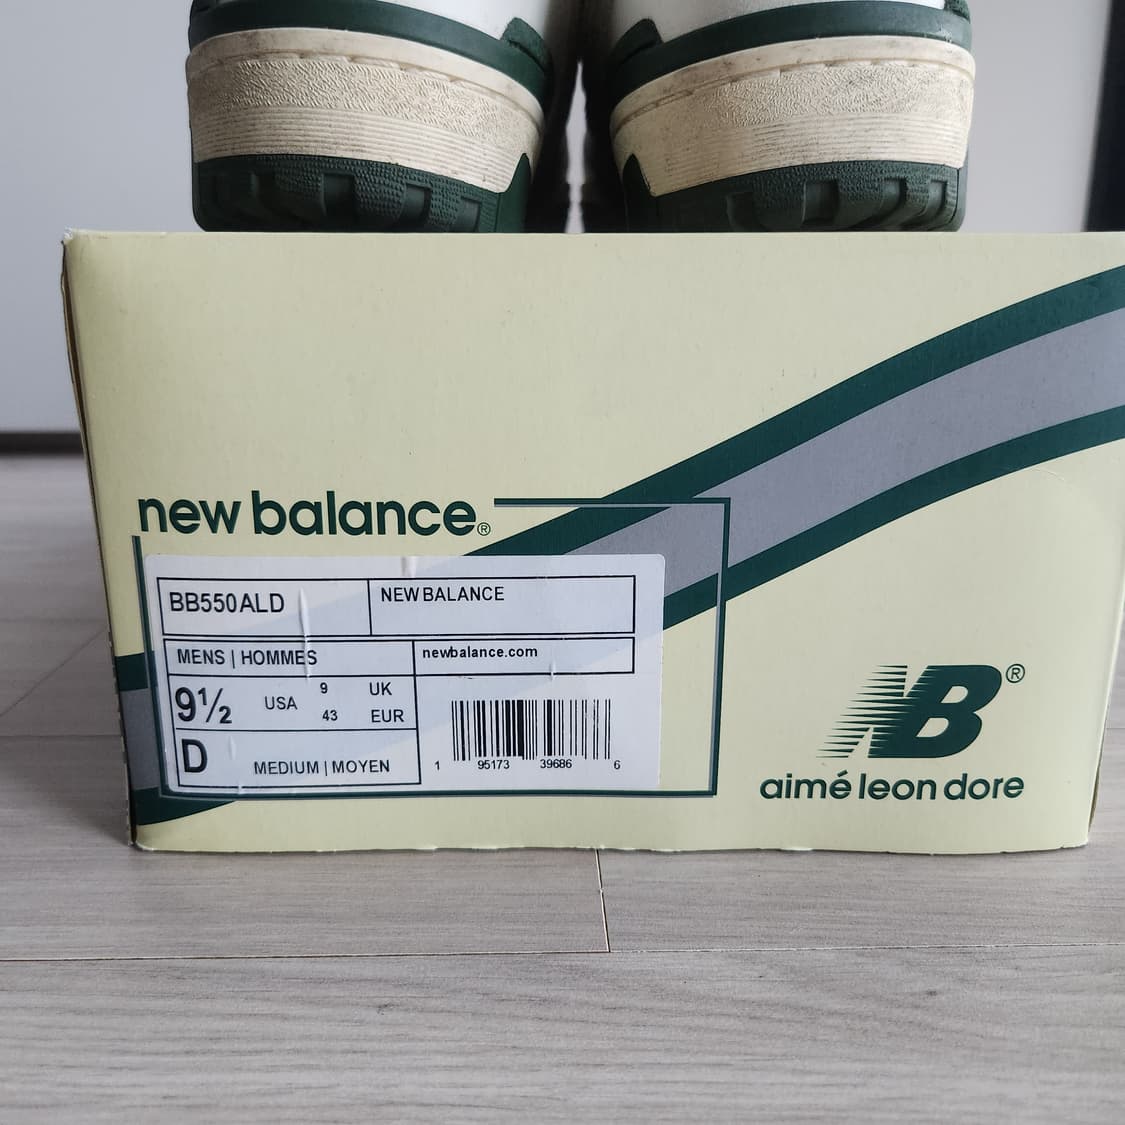 new balance®
BB550ALD
NEW BALANCE
MENS | HOMMES
newbalance.com
9½ USA 9 UK
43 EUR
D MEDIUM | MOYEN
1 95173 39686 6
NB®
aimé leon dore